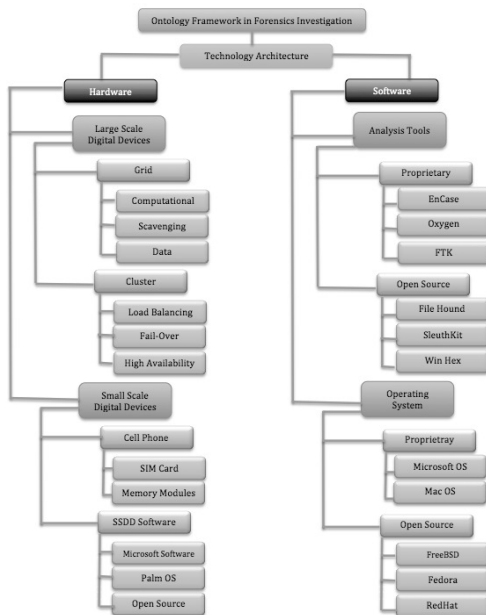 Ontology Framework in Forensics Investigation
Technology Architecture
Hardware
Large Scale
Digital Devices
Grid
Computational
Scavenging
Data
Cluster
Load Balancing
Fail-Over
High Availability
Small Scale
Digital Devices
Cell Phone
SIM Card
Memory Modules
SSDD Software
Microsoft Software
Palm OS
Open Source
Software
Analysis Tools
Proprietary
EnCase
Oxygen
FTK
Open Source
File Hound
SleuthKit
Win Hex
Operating
System
Proprietray
Microsoft OS
Mac OS
Open Source
FreeBSD
Fedora
RedHat